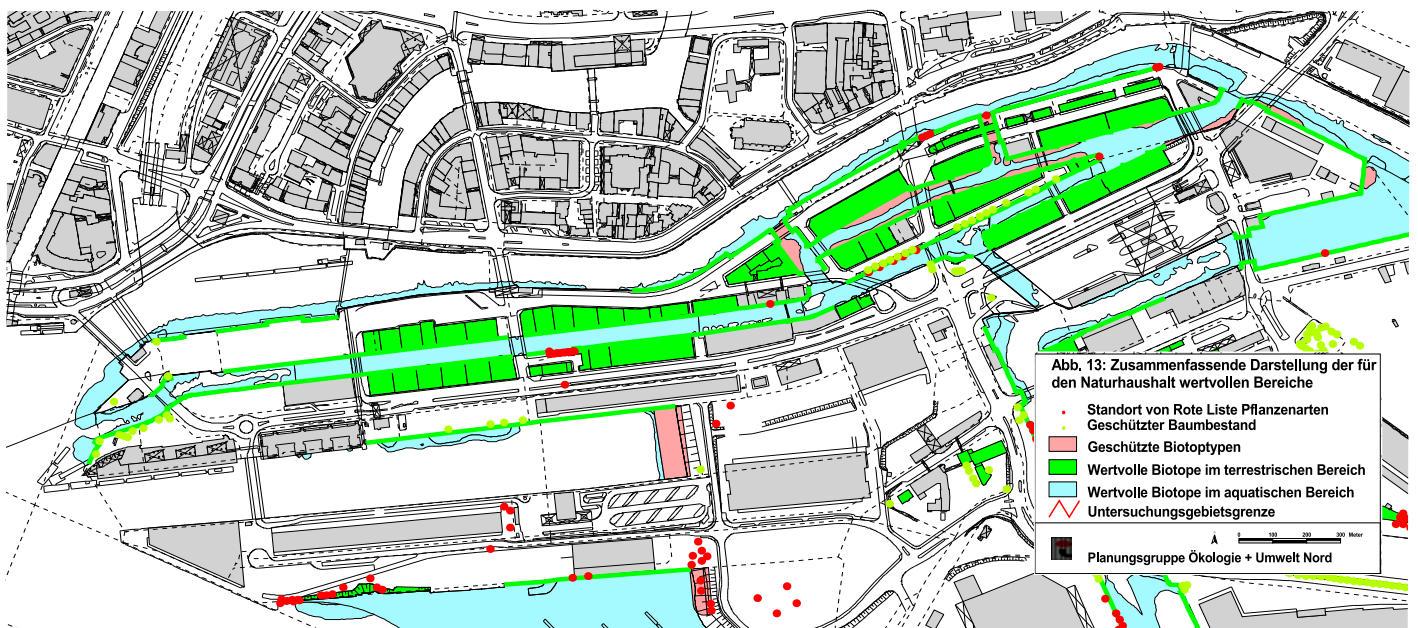 Abb. 13: Zusammenfassende Darstellung der für
den Naturhaushalt wertvollen Bereiche
Standort von Rote Liste Pflanzenarten
Geschützter Baumbestand
Geschützte Biotoptypen
Wertvolle Biotope im terrestrischen Bereich
Wertvolle Biotope im aquatischen Bereich
Untersuchungsgebietsgrenze
0 100 200 300 Meter
Planungsgruppe Ökologie + Umwelt Nord